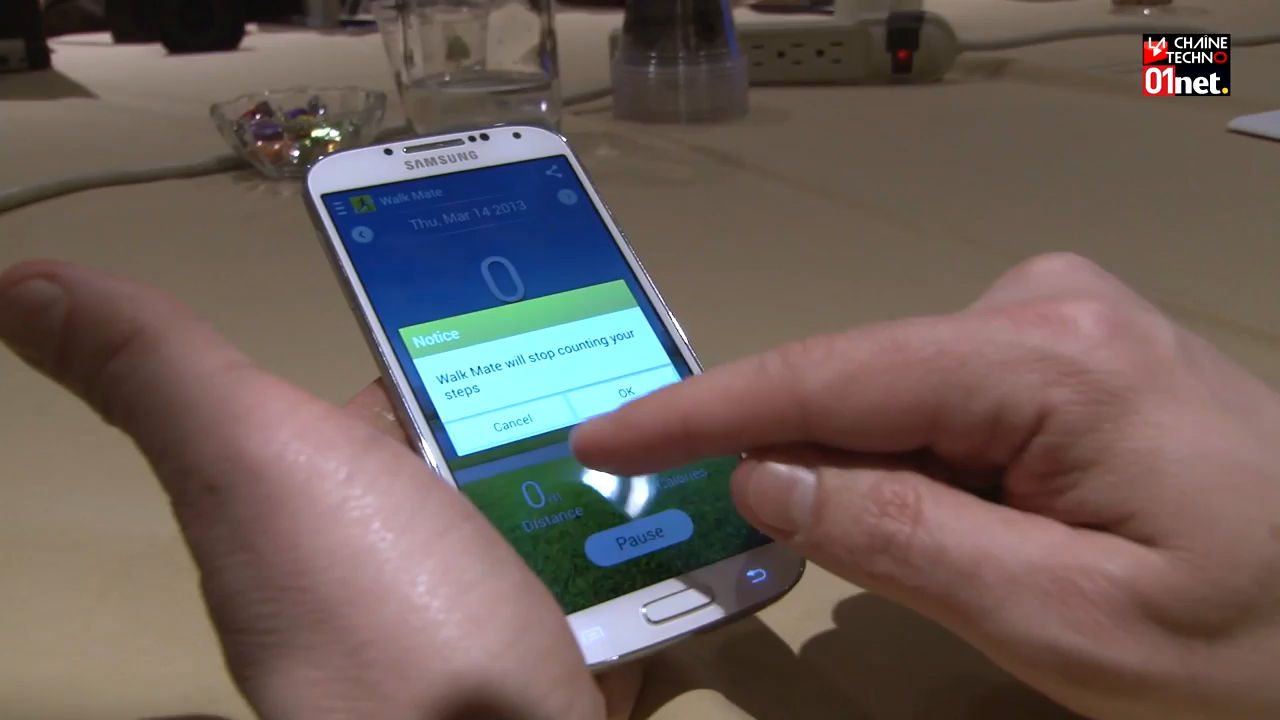 LA CHAÎNE
TECHNO
01net.
SAMSUNG
Walk Mate
Thu, Mar 14 2013
0
Notice
Walk Mate will stop counting your
steps
Cancel
OK
0 m
Calories
Distance
Pause